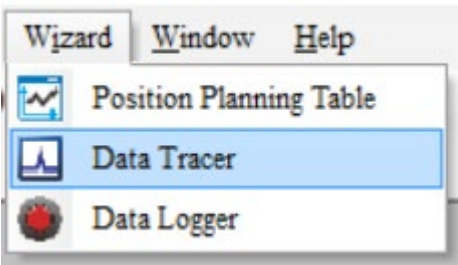 Wizard Window Help
Position Planning Table
Data Tracer
Data Logger